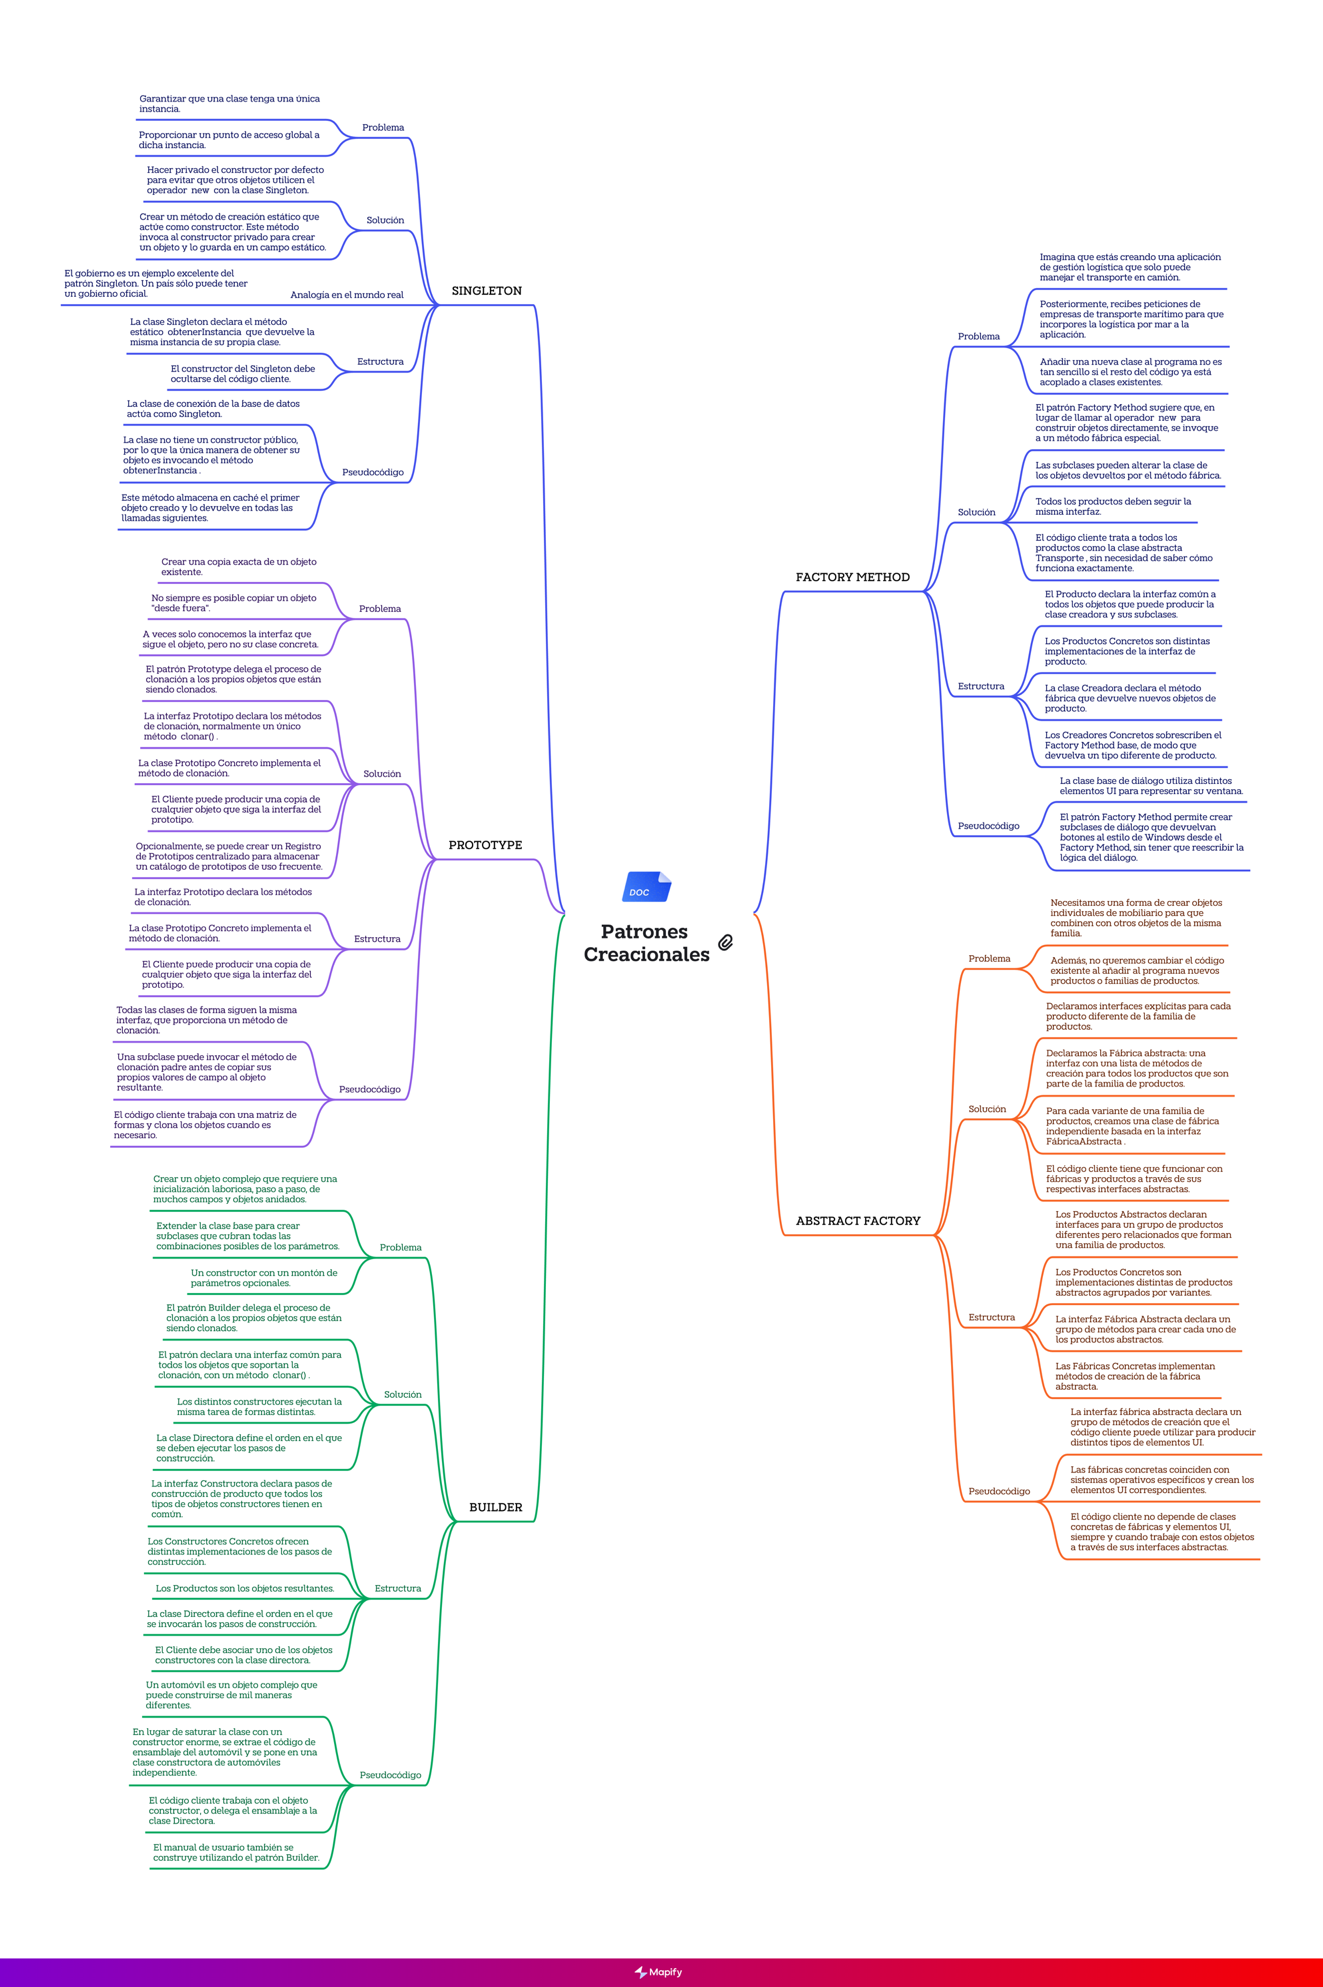 Patrones
Creacionales
DOC
SINGLETON
Problema
Garantizar que una clase tenga una única
instancia.
Proporcionar un punto de acceso global a
dicha instancia.
Solución
Hacer privado el constructor por defecto
para evitar que otros objetos utilicen el
operador new con la clase Singleton.
Crear un método de creación estático que
actúe como constructor. Este método
invoca al constructor privado para crear
un objeto y lo guarda en un campo estático.
Analogía en el mundo real
El gobierno es un ejemplo excelente del
patrón Singleton. Un país sólo puede tener
un gobierno oficial.
Estructura
La clase Singleton declara el método
estático obtenerInstancia que devuelve la
misma instancia de su propia clase.
El constructor del Singleton debe
ocultarse del código cliente.
Pseudocódigo
La clase de conexión de la base de datos
actúa como Singleton.
La clase no tiene un constructor público,
por lo que la única manera de obtener su
objeto es invocando el método
obtenerInstancia .
Este método almacena en caché el primer
objeto creado y lo devuelve en todas las
llamadas siguientes.
PROTOTYPE
Problema
Crear una copia exacta de un objeto
existente.
No siempre es posible copiar un objeto
"desde fuera".
A veces solo conocemos la interfaz que
sigue el objeto, pero no su clase concreta.
Solución
El patrón Prototype delega el proceso de
clonación a los propios objetos que están
siendo clonados.
La interfaz Prototipo declara los métodos
de clonación, normalmente un único
método clonar() .
La clase Prototipo Concreto implementa el
método de clonación.
El Cliente puede producir una copia de
cualquier objeto que siga la interfaz del
prototipo.
Opcionalmente, se puede crear un Registro
de Prototipos centralizado para almacenar
un catálogo de prototipos de uso frecuente.
Estructura
La interfaz Prototipo declara los métodos
de clonación.
La clase Prototipo Concreto implementa el
método de clonación.
El Cliente puede producir una copia de
cualquier objeto que siga la interfaz del
prototipo.
Pseudocódigo
Todas las clases de forma siguen la misma
interfaz, que proporciona un método de
clonación.
Una subclase puede invocar el método de
clonación padre antes de copiar sus
propios valores de campo al objeto
resultante.
El código cliente trabaja con una matriz de
formas y clona los objetos cuando es
necesario.
BUILDER
Problema
Crear un objeto complejo que requiere una
inicialización laboriosa, paso a paso, de
muchos campos y objetos anidados.
Extender la clase base para crear
subclases que cubran todas las
combinaciones posibles de los parámetros.
Un constructor con un montón de
parámetros opcionales.
Solución
El patrón Builder delega el proceso de
clonación a los propios objetos que están
siendo clonados.
El patrón declara una interfaz común para
todos los objetos que soportan la
clonación, con un método clonar() .
Los distintos constructores ejecutan la
misma tarea de formas distintas.
La clase Directora define el orden en el que
se deben ejecutar los pasos de
construcción.
Estructura
La interfaz Constructora declara pasos de
construcción de producto que todos los
tipos de objetos constructores tienen en
común.
Los Constructores Concretos ofrecen
distintas implementaciones de los pasos de
construcción.
Los Productos son los objetos resultantes.
La clase Directora define el orden en el que
se invocarán los pasos de construcción.
El Cliente debe asociar uno de los objetos
constructores con la clase directora.
Pseudocódigo
Un automóvil es un objeto complejo que
puede construirse de mil maneras
diferentes.
En lugar de saturar la clase con un
constructor enorme, se extrae el código de
ensamblaje del automóvil y se pone en una
clase constructora de automóviles
independiente.
El código cliente trabaja con el objeto
constructor, o delega el ensamblaje a la
clase Directora.
El manual de usuario también se
construye utilizando el patrón Builder.
FACTORY METHOD
Problema
Imagina que estás creando una aplicación
de gestión logística que solo puede
manejar el transporte en camión.
Posteriormente, recibes peticiones de
empresas de transporte marítimo para que
incorpores la logística por mar a la
aplicación.
Añadir una nueva clase al programa no es
tan sencillo si el resto del código ya está
acoplado a clases existentes.
Solución
El patrón Factory Method sugiere que, en
lugar de llamar al operador new para
construir objetos directamente, se invoque
a un método fábrica especial.
Las subclases pueden alterar la clase de
los objetos devueltos por el método fábrica.
Todos los productos deben seguir la
misma interfaz.
El código cliente trata a todos los
productos como la clase abstracta
Transporte , sin necesidad de saber cómo
funciona exactamente.
Estructura
El Producto declara la interfaz común a
todos los objetos que puede producir la
clase creadora y sus subclases.
Los Productos Concretos son distintas
implementaciones de la interfaz de
producto.
La clase Creadora declara el método
fábrica que devuelve nuevos objetos de
producto.
Los Creadores Concretos sobrescriben el
Factory Method base, de modo que
devuelva un tipo diferente de producto.
Pseudocódigo
La clase base de diálogo utiliza distintos
elementos UI para representar su ventana.
El patrón Factory Method permite crear
subclases de diálogo que devuelvan
botones al estilo de Windows desde el
Factory Method, sin tener que reescribir la
lógica del diálogo.
ABSTRACT FACTORY
Problema
Necesitamos una forma de crear objetos
individuales de mobiliario para que
combinen con otros objetos de la misma
familia.
Además, no queremos cambiar el código
existente al añadir al programa nuevos
productos o familias de productos.
Solución
Declaramos interfaces explícitas para cada
producto diferente de la familia de
productos.
Declaramos la Fábrica abstracta: una
interfaz con una lista de métodos de
creación para todos los productos que son
parte de la familia de productos.
Para cada variante de una familia de
productos, creamos una clase de fábrica
independiente basada en la interfaz
FábricaAbstracta .
El código cliente tiene que funcionar con
fábricas y productos a través de sus
respectivas interfaces abstractas.
Estructura
Los Productos Abstractos declaran
interfaces para un grupo de productos
diferentes pero relacionados que forman
una familia de productos.
Los Productos Concretos son
implementaciones distintas de productos
abstractos agrupados por variantes.
La interfaz Fábrica Abstracta declara un
grupo de métodos para crear cada uno de
los productos abstractos.
Las Fábricas Concretas implementan
métodos de creación de la fábrica
abstracta.
Pseudocódigo
La interfaz fábrica abstracta declara un
grupo de métodos de creación que el
código cliente puede utilizar para producir
distintos tipos de elementos UI.
Las fábricas concretas coinciden con
sistemas operativos específicos y crean los
elementos UI correspondientes.
El código cliente no depende de clases
concretas de fábricas y elementos UI,
siempre y cuando trabaje con estos objetos
a través de sus interfaces abstractas.
Mapify